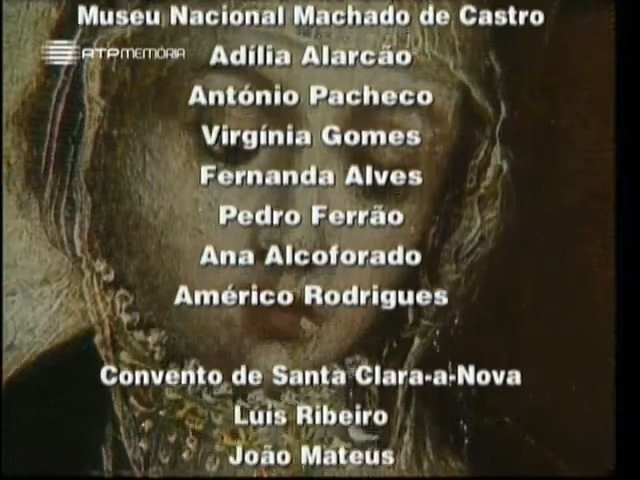 Museu Nacional Machado de Castro
RTP MEMÓRIA
Adília Alarcão
António Pacheco
Virgínia Gomes
Fernanda Alves
Pedro Ferrão
Ana Alcoforado
Américo Rodrigues
Convento de Santa Clara-a-Nova
Luís Ribeiro
João Mateus